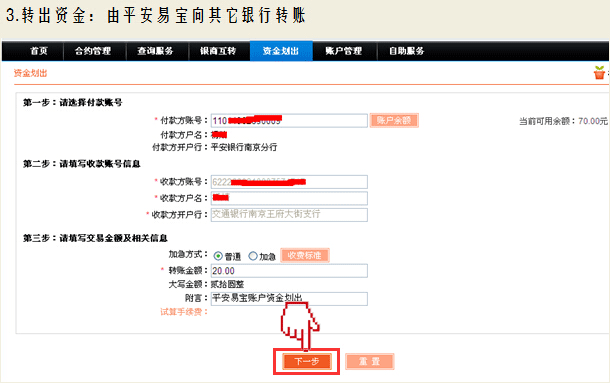 3.转出资金：由平安易宝向其它银行转账
首页 合约管理 查询服务 银商互转 资金划出 账户管理 自助服务
资金划出
第一步：请选择付款账号
* 付款方账号： 账户余额 当前可用余额：70.00元
付款方户名：
付款方开户行：平安银行南京分行
第二步：请填写收款账号信息
* 收款方账号：
* 收款方户名：
* 收款方开户行：交通银行南京王府大街支行
第三步：请填写交易金额及相关信息
加急方式： 普通 加急 收费标准
* 转账金额：20.00
大写金额：贰拾圆整
附言：平安易宝账户资金划出
试算手续费：
下一步 重 置